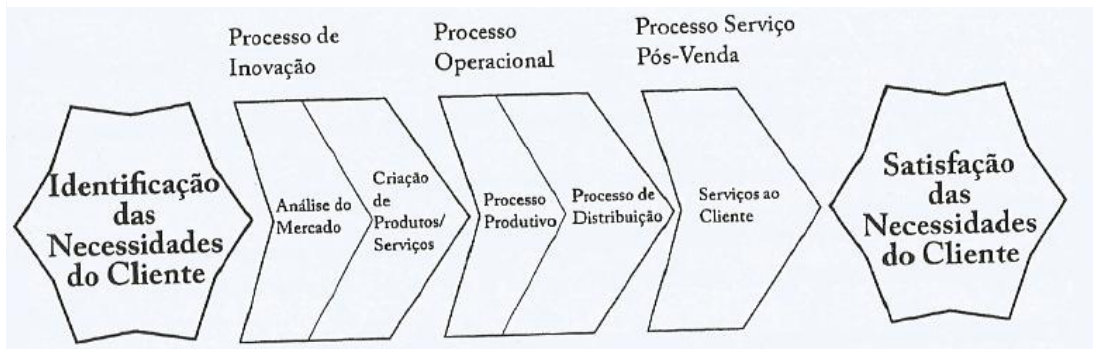 Processo de
Inovação
Processo
Operacional
Processo Serviço
Pós-Venda
Identificação
das
Necessidades
do Cliente
Análise do
Mercado
Criação
de
Produtos/
Serviços
Processo
Produtivo
Processo de
Distribuição
Serviços ao
Cliente
Satisfação
das
Necessidades
do Cliente